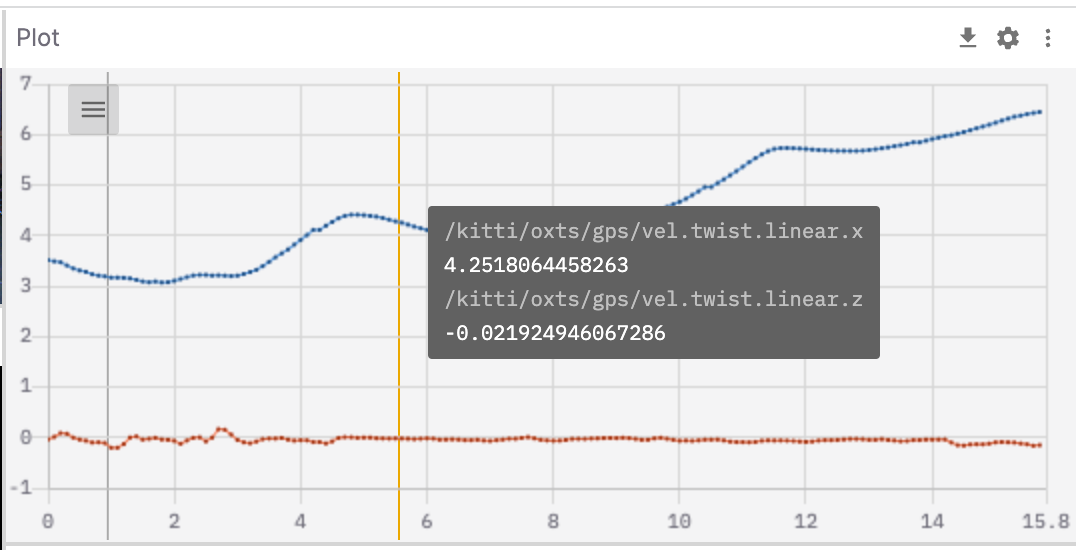 Plot
7
6
5
4
3
2
1
0
-1
/kitti/oxts/gps/vel.twist.linear.x
4.2518064458263
/kitti/oxts/gps/vel.twist.linear.z
-0.021924946067286
0 2 4 6 8 10 12 14 15.8